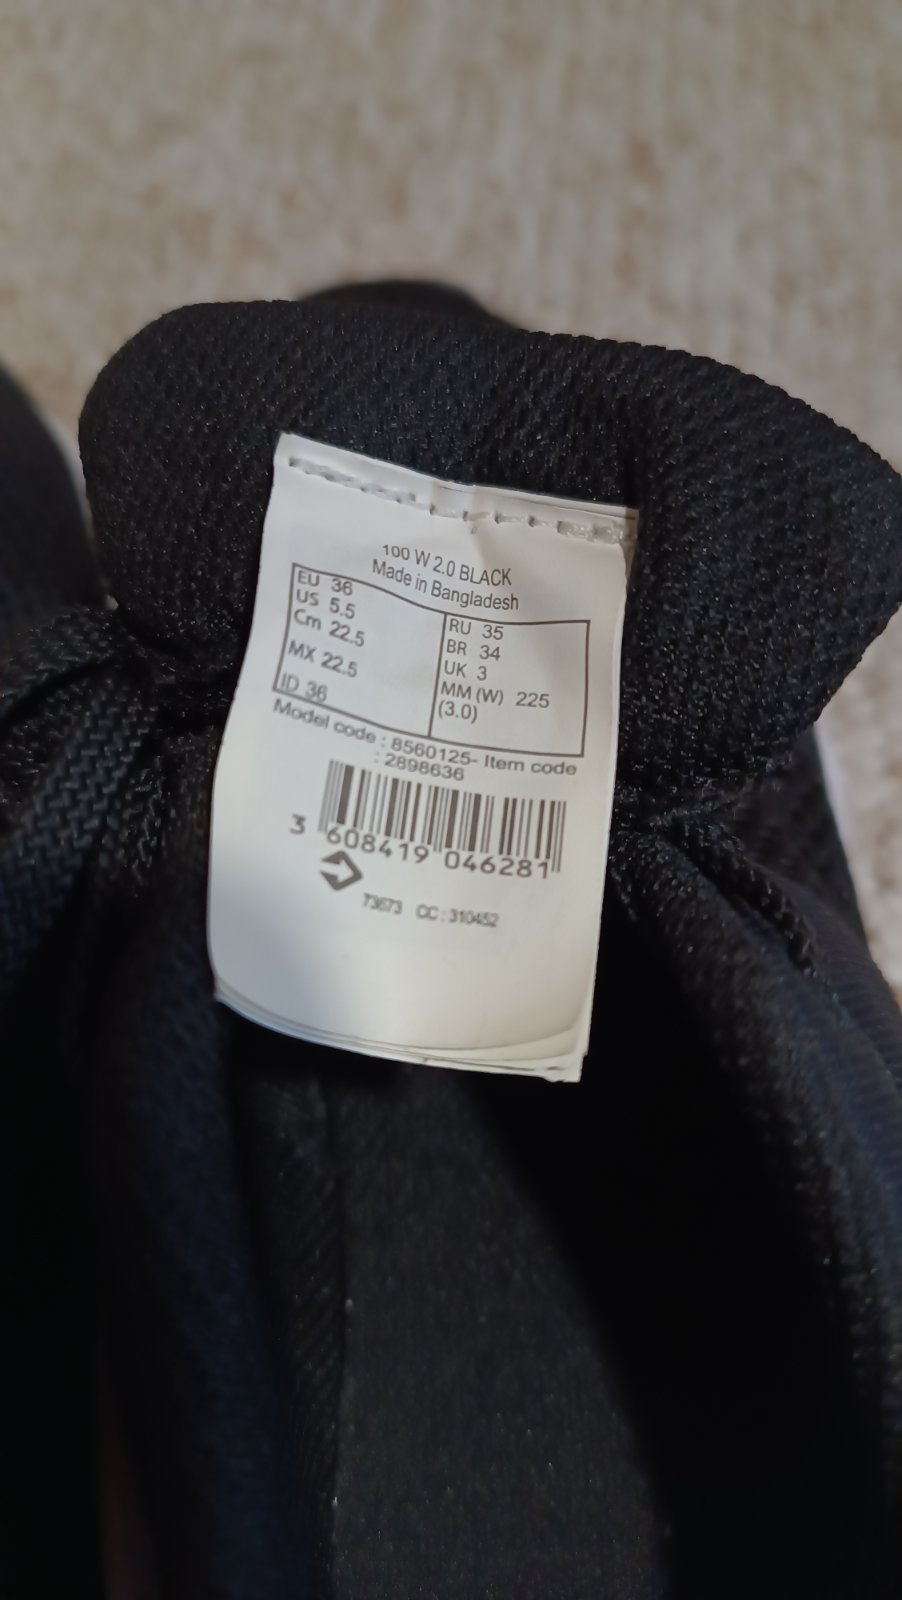 100 W 2.0 BLACK
Made in Bangladesh
EU 36
US 5.5
Cm 22.5
MX 22.5
ID 36
RU 35
BR 34
UK 3
MM (W) 225
(3.0)
Model code : 8560125- Item code
: 2898636
3 608419 046281
73673 CC : 310452